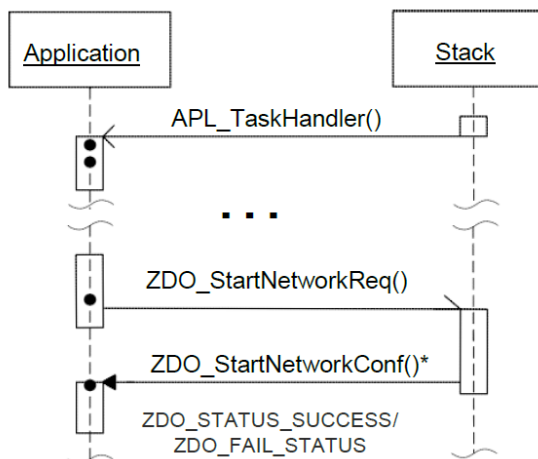 Application
Stack
APL_TaskHandler()
...
ZDO_StartNetworkReq()
ZDO_StartNetworkConf()*
ZDO_STATUS_SUCCESS/
ZDO_FAIL_STATUS